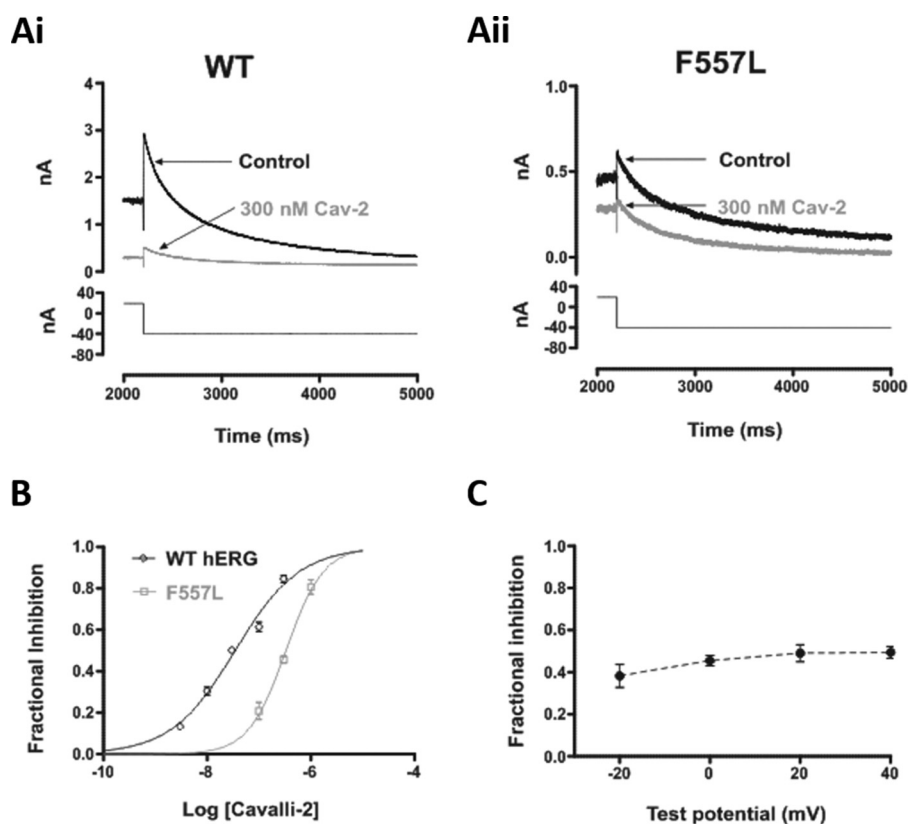 Ai
WT
4
3
2
1
0
nA
Control
300 nM Cav-2
40
0
-40
-80
nA
2000
3000
4000
5000
Time (ms)
Aii
F557L
1.0
0.5
0.0
nA
Control
300 nM Cav-2
40
0
-40
-80
nA
2000
3000
4000
5000
Time (ms)
B
1.0
0.8
0.6
0.4
0.2
0.0
Fractional Inhibition
WT hERG
F557L
-10
-8
-6
-4
Log [Cavalli-2]
C
1.0
0.8
0.6
0.4
0.2
0.0
Fractional inhibition
-20
0
20
40
Test potential (mV)